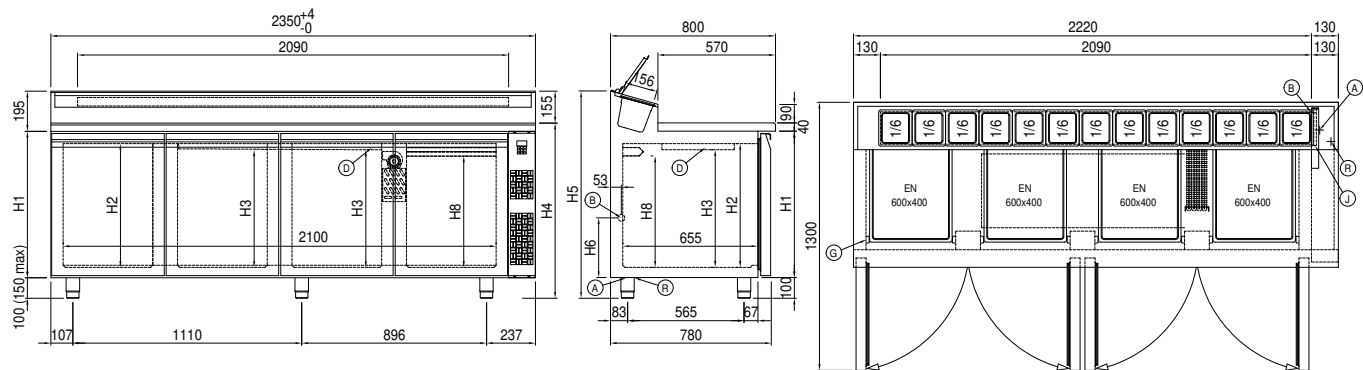 2350 +4 -0
2090
195
155
H1
H2
H3
D
H3
H8
H4
2100
100 (150 max)
107
1110
896
237
800
570
156
90
40
H5
53
B
H6
H8
D
H3
H2
H1
655
A
R
100
83
565
67
780
2220
130
130
2090
130
B
A
1/6
1/6
1/6
1/6
1/6
1/6
1/6
1/6
1/6
1/6
1/6
1/6
1/6
R
J
EN
600x400
EN
600x400
EN
600x400
EN
600x400
G
1300